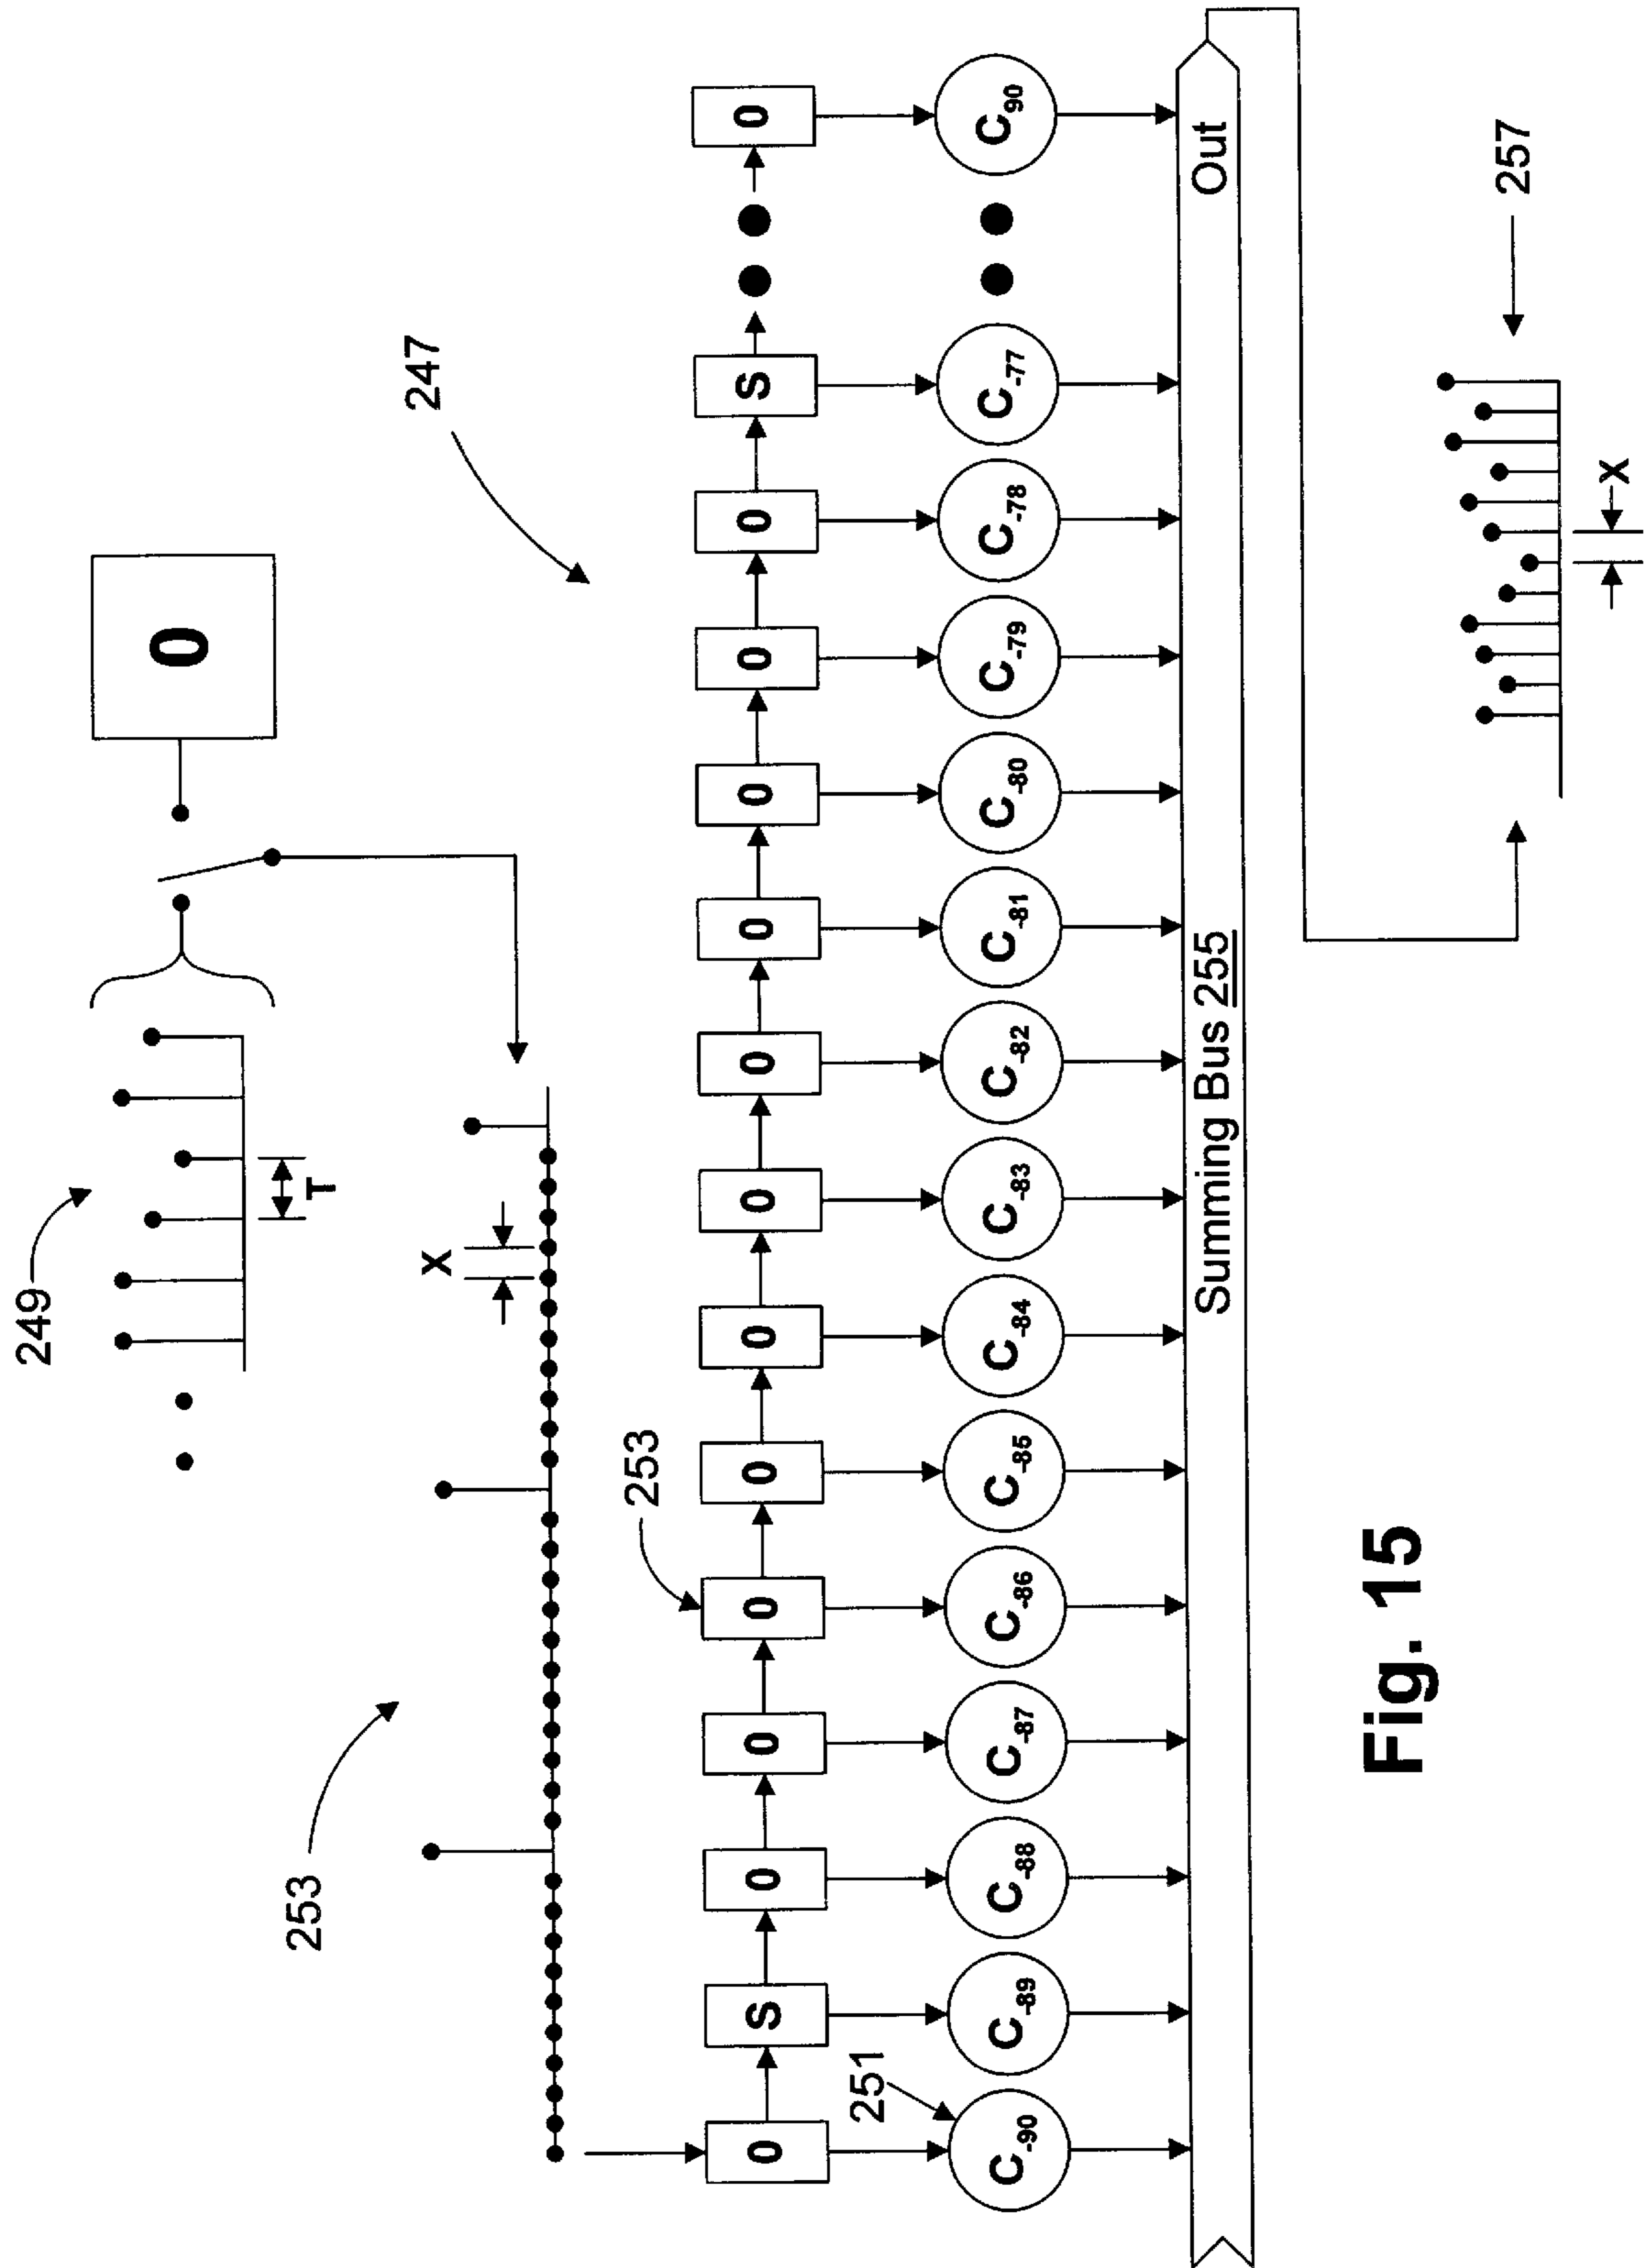 249
T
0
253
X
247
253
0 S 0 0 0 0 0 0 0 0 0 0 0 S 0
251
C-90 C-89 C-88 C-87 C-86 C-85 C-84 C-83 C-82 C-81 C-80 C-79 C-78 C-77 C90
Summing Bus 255 Out
257
X
Fig. 15